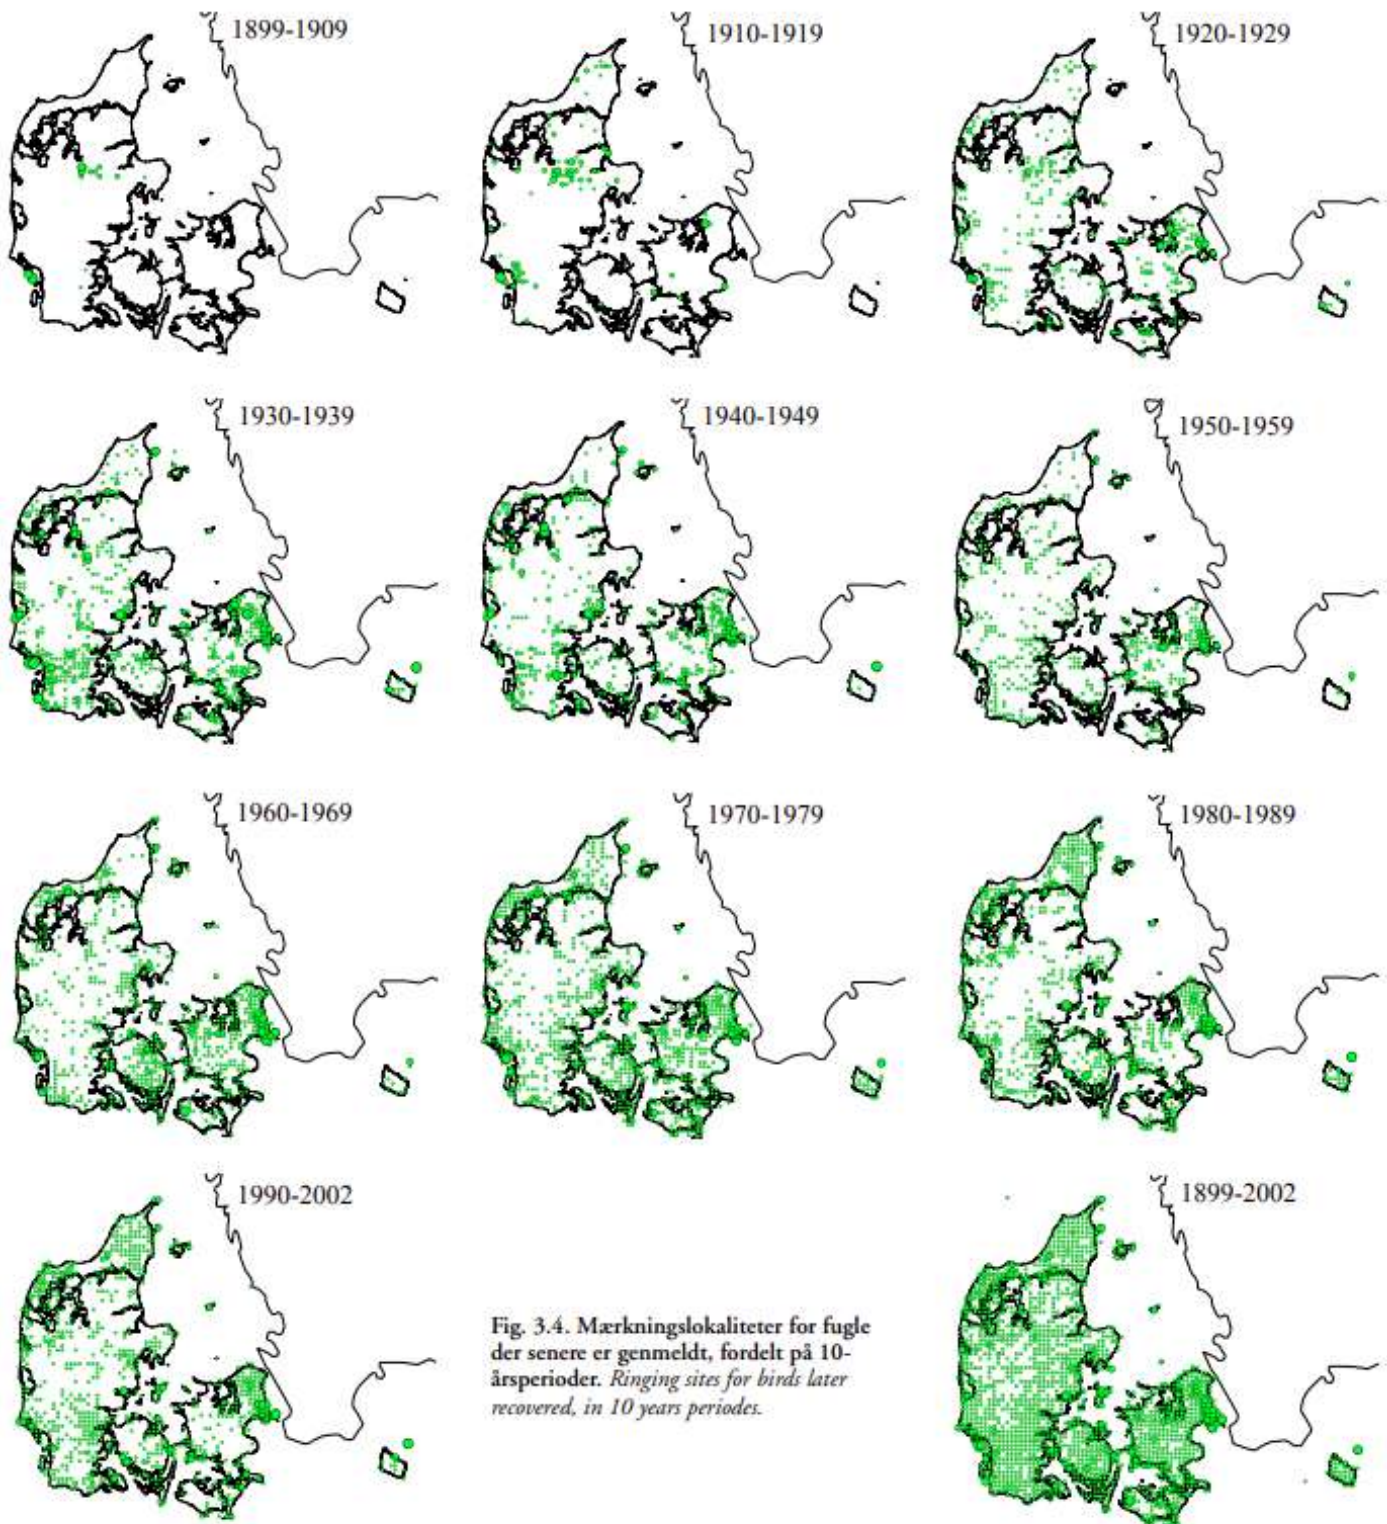 1899-1909
1910-1919
1920-1929
1930-1939
1940-1949
1950-1959
1960-1969
1970-1979
1980-1989
1990-2002
1899-2002
Fig. 3.4. Mærkningslokaliteter for fugle
der senere er genmeldt, fordelt på 10-
årsperioder. Ringing sites for birds later
recovered, in 10 years periodes.